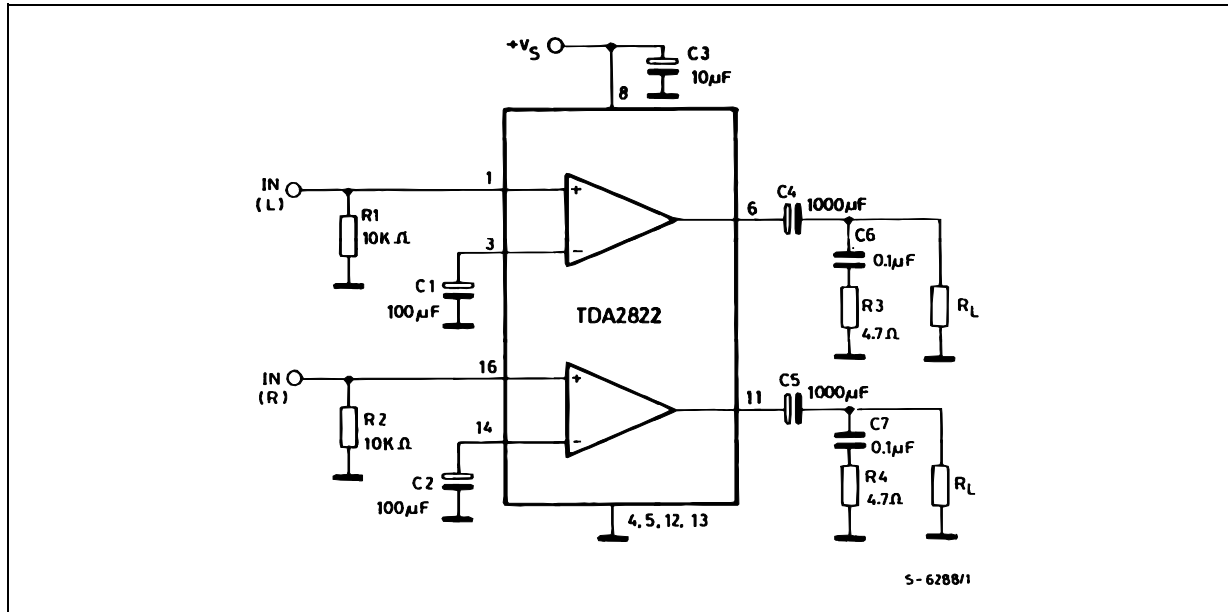 +VS
C3
10µF
8
IN
(L)
1
R1
10KΩ
3
C1
100µF
+
-
6
C4
1000µF
C6
0.1µF
R3
4.7Ω
RL
TDA2822
IN
(R)
16
R2
10KΩ
14
C2
100µF
+
-
11
C5
1000µF
C7
0.1µF
R4
4.7Ω
RL
4, 5, 12, 13
S-6288/1